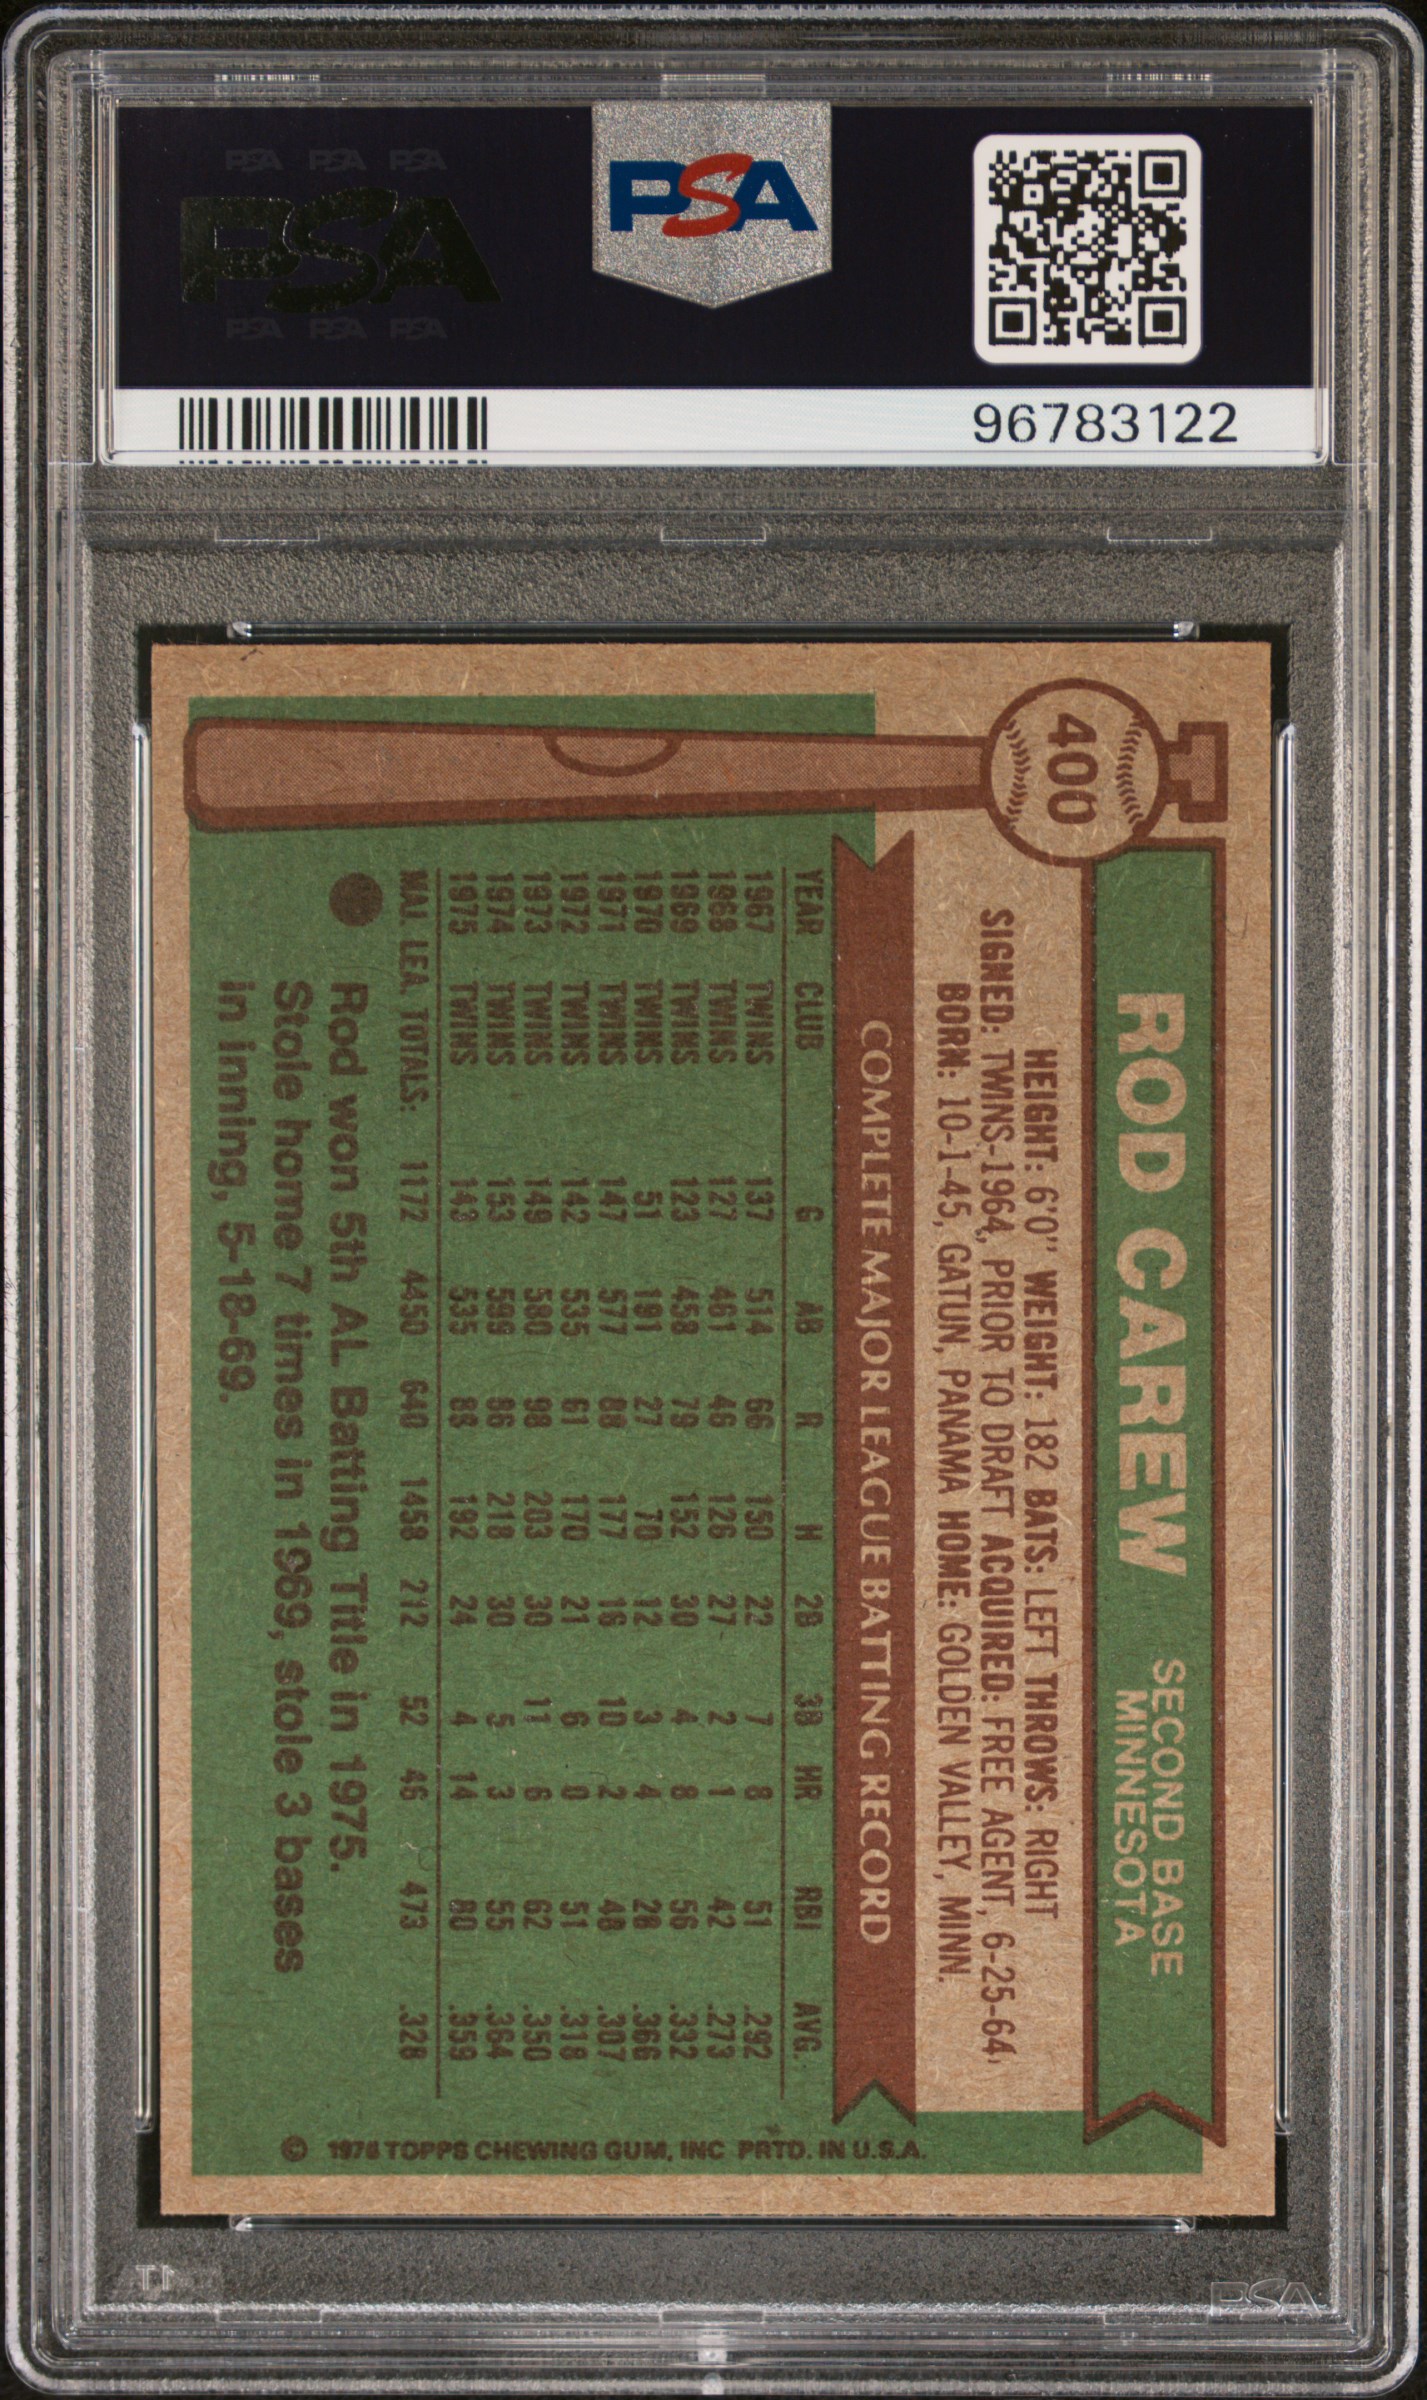 PSA PSA PSA
PSA
PSA PSA PSA
PSA
96783122
T
400
ROD CAREW
SECOND BASE
MINNESOTA
HEIGHT: 6'0" WEIGHT: 182 BATS: LEFT THROWS: RIGHT
SIGNED: TWNS-1964, PRIOR TO DRAFT ACQUIRED: FREE AGENT, 6-25-64,
BORN: 10-1-45, GATUN, PANAMA HOME: GOLDEN VALLEY, MINN.
COMPLETE MAJOR LEAGUE BATTING RECORD
YEAR CLUB G AB R H 2B 3B HR RBI AVG.
1967 TWINS 137 514 66 150 22 7 8 51 .292
1968 TWINS 127 461 46 126 27 2 1 42 .273
1969 TWINS 123 458 79 152 30 4 8 56 .332
1970 TWINS 51 191 27 70 12 3 4 28 .366
1971 TWINS 147 577 88 177 16 10 2 48 .307
1972 TWINS 142 535 61 170 21 6 0 51 .318
1973 TWINS 149 580 98 203 30 11 6 62 .350
1974 TWINS 153 599 86 218 30 5 3 55 .364
1975 TWINS 143 535 88 192 24 4 14 80 .359
MAJ. LEA. TOTALS: 1172 4450 640 1458 212 52 46 473 .328
Rod won 5th AL Batting Title in 1975.
Stole home 7 times in 1969, stole 3 bases
in inning, 5-18-69.
© 1976 TOPPS CHEWING GUM, INC PRTD. IN U.S.A.
PSA